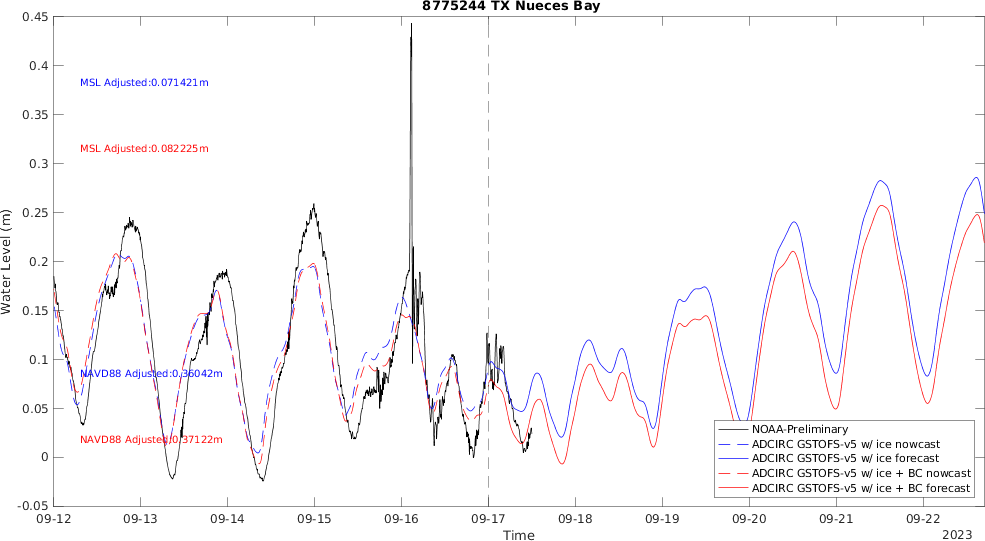 8775244 TX Nueces Bay
0.45
0.4
0.35
0.3
0.25
0.2
0.15
0.1
0.05
0
-0.05
Water Level (m)
MSL Adjusted:0.071421m
MSL Adjusted:0.082225m
NAVD88 Adjusted:0.36042m
NAVD88 Adjusted:0.37122m
NOAA-Preliminary
ADCIRC GSTOFS-v5 w/ ice nowcast
ADCIRC GSTOFS-v5 w/ ice forecast
ADCIRC GSTOFS-v5 w/ ice + BC nowcast
ADCIRC GSTOFS-v5 w/ ice + BC forecast
09-12 09-13 09-14 09-15 09-16 09-17 09-18 09-19 09-20 09-21 09-22
Time
2023